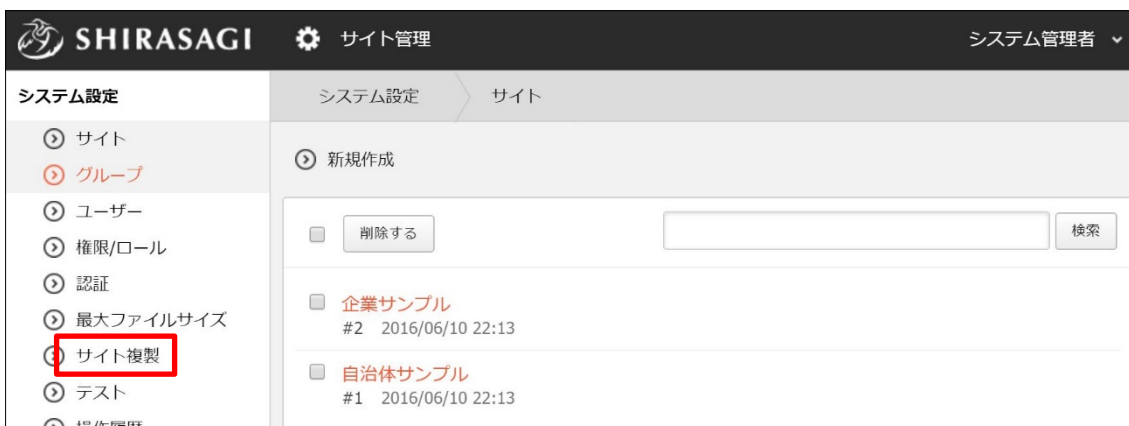 SHIRASAGI サイト管理 システム管理者
システム設定
サイト
グループ
ユーザー
権限/ロール
認証
最大ファイルサイズ
サイト複製
テスト
操作履歴
システム設定 サイト
新規作成
削除する 検索
企業サンプル
#2 2016/06/10 22:13
自治体サンプル
#1 2016/06/10 22:13